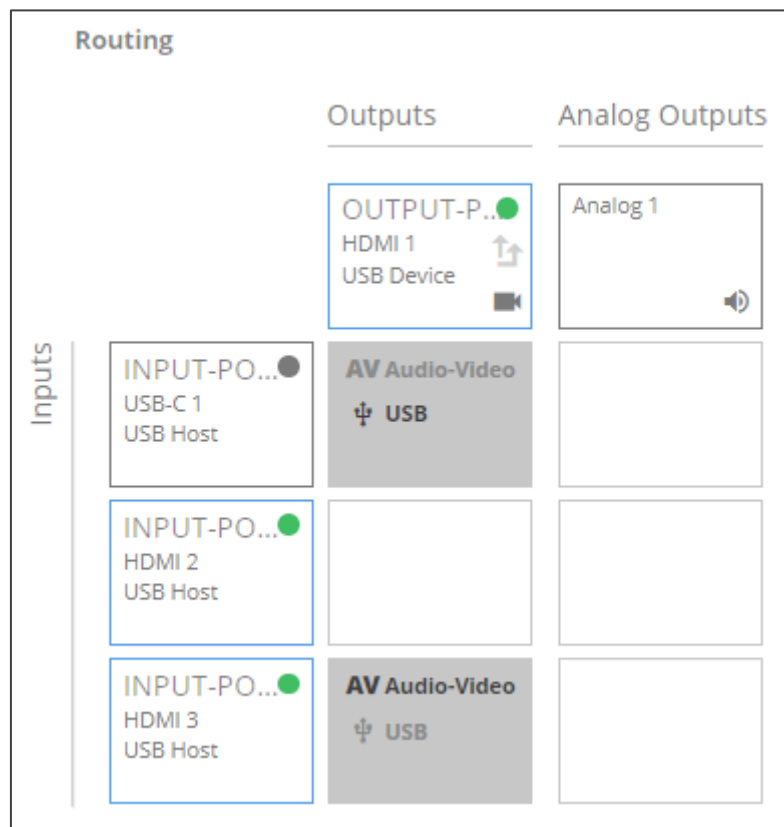 Routing
Outputs
Analog Outputs
OUTPUT-P...
HDMI 1
USB Device
Analog 1
Inputs
INPUT-PO...
USB-C 1
USB Host
AV Audio-Video
USB
INPUT-PO...
HDMI 2
USB Host
INPUT-PO...
HDMI 3
USB Host
AV Audio-Video
USB